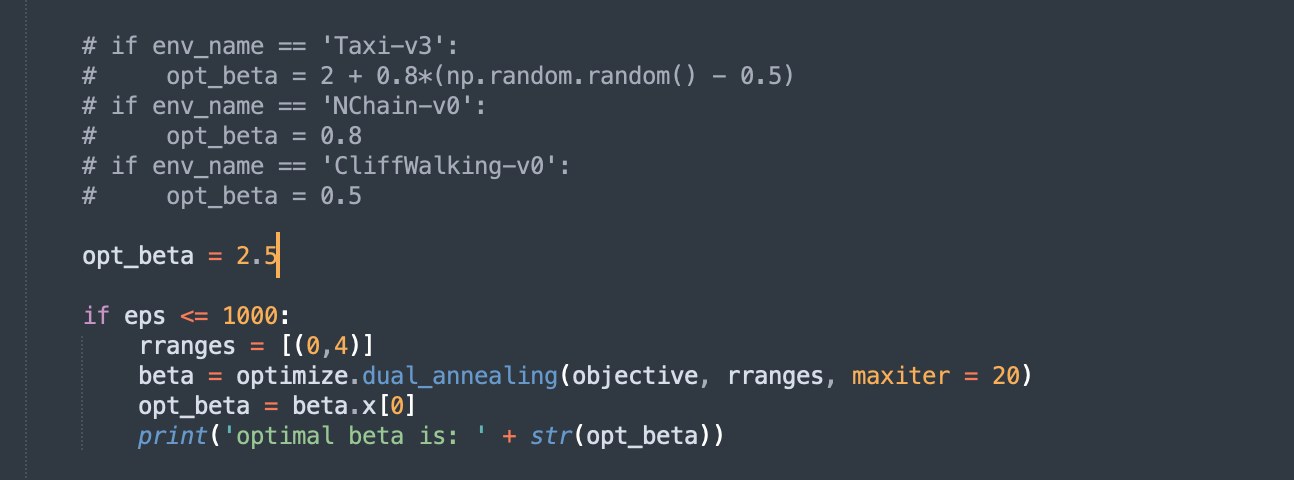 # if env_name == 'Taxi-v3':
#     opt_beta = 2 + 0.8*(np.random.random() - 0.5)
# if env_name == 'NChain-v0':
#     opt_beta = 0.8
# if env_name == 'CliffWalking-v0':
#     opt_beta = 0.5
opt_beta = 2.5
if eps <= 1000:
    rranges = [(0,4)]
    beta = optimize.dual_annealing(objective, rranges, maxiter = 20)
    opt_beta = beta.x[0]
    print('optimal beta is: ' + str(opt_beta))